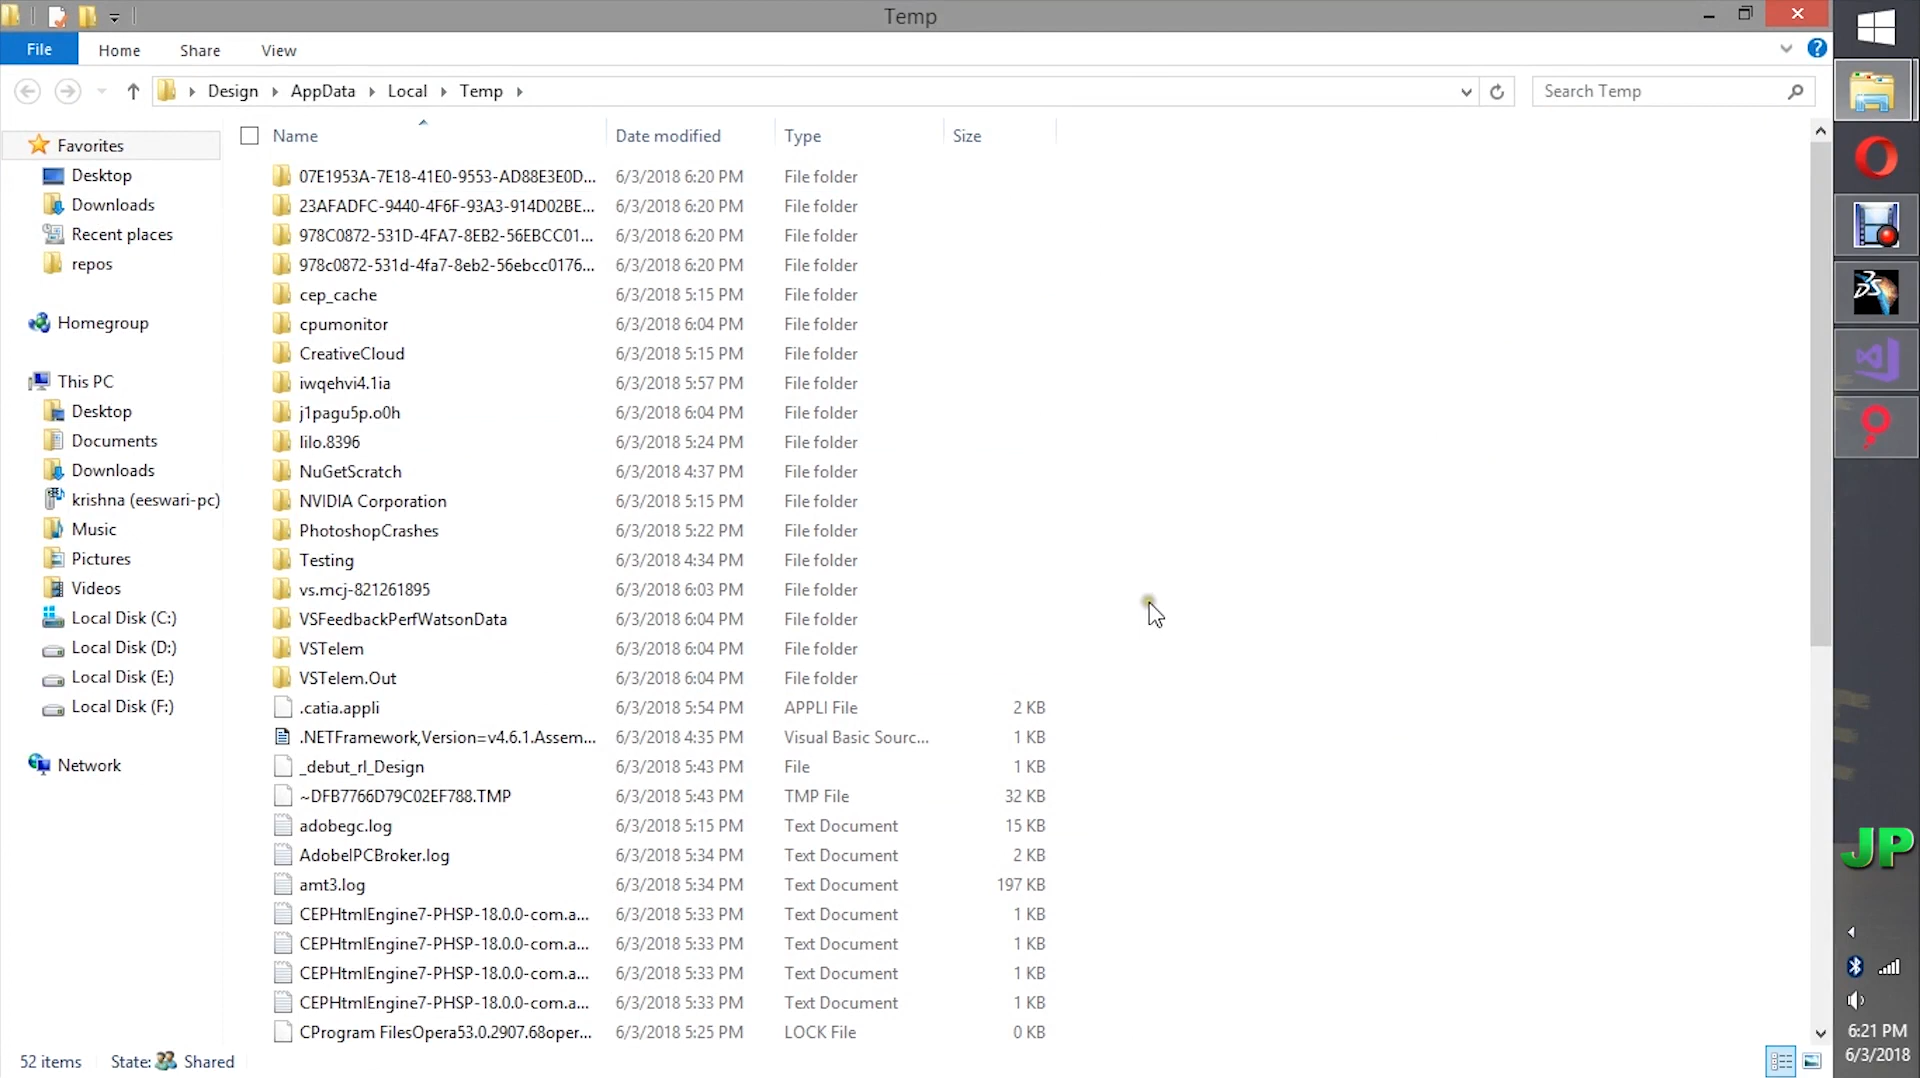 Temp
File Home Share View
Design AppData Local Temp Search Temp
Name Date modified Type Size
Favorites
Desktop
Downloads
Recent places
repos
Homegroup
This PC
Desktop
Documents
Downloads
krishna (eeswari-pc)
Music
Pictures
Videos
Local Disk (C:)
Local Disk (D:)
Local Disk (E:)
Local Disk (F:)
Network
07E1953A-7E18-41E0-9553-AD88E3E0D... 6/3/2018 6:20 PM File folder
23AFADFC-9440-4F6F-93A3-914D02BE... 6/3/2018 6:20 PM File folder
978C0872-531D-4FA7-8EB2-56EBCC01... 6/3/2018 6:20 PM File folder
978c0872-531d-4fa7-8eb2-56ebcc0176... 6/3/2018 6:20 PM File folder
cep_cache 6/3/2018 5:15 PM File folder
cpumonitor 6/3/2018 6:04 PM File folder
CreativeCloud 6/3/2018 5:15 PM File folder
iwqehvi4.1ia 6/3/2018 5:57 PM File folder
j1pagu5p.o0h 6/3/2018 6:04 PM File folder
lilo.8396 6/3/2018 5:24 PM File folder
NuGetScratch 6/3/2018 4:37 PM File folder
NVIDIA Corporation 6/3/2018 5:15 PM File folder
PhotoshopCrashes 6/3/2018 5:22 PM File folder
Testing 6/3/2018 4:34 PM File folder
vs.mcj-821261895 6/3/2018 6:03 PM File folder
VSFeedbackPerfWatsonData 6/3/2018 6:04 PM File folder
VSTelem 6/3/2018 6:04 PM File folder
VSTelem.Out 6/3/2018 6:04 PM File folder
.catia.appli 6/3/2018 5:54 PM APPLI File 2 KB
.NETFramework,Version=v4.6.1.Assem... 6/3/2018 4:35 PM Visual Basic Sourc... 1 KB
_debut_rl_Design 6/3/2018 5:43 PM File 1 KB
~DFB7766D79C02EF788.TMP 6/3/2018 5:43 PM TMP File 32 KB
adobegc.log 6/3/2018 5:15 PM Text Document 15 KB
AdobeIPCBroker.log 6/3/2018 5:34 PM Text Document 2 KB
amt3.log 6/3/2018 5:34 PM Text Document 197 KB
CEPHtmlEngine7-PHSP-18.0.0-com.a... 6/3/2018 5:33 PM Text Document 1 KB
CEPHtmlEngine7-PHSP-18.0.0-com.a... 6/3/2018 5:33 PM Text Document 1 KB
CEPHtmlEngine7-PHSP-18.0.0-com.a... 6/3/2018 5:33 PM Text Document 1 KB
CEPHtmlEngine7-PHSP-18.0.0-com.a... 6/3/2018 5:33 PM Text Document 1 KB
CProgram FilesOpera53.0.2907.68oper... 6/3/2018 5:25 PM LOCK File 0 KB
52 items State: Shared
JP
6:21 PM
6/3/2018